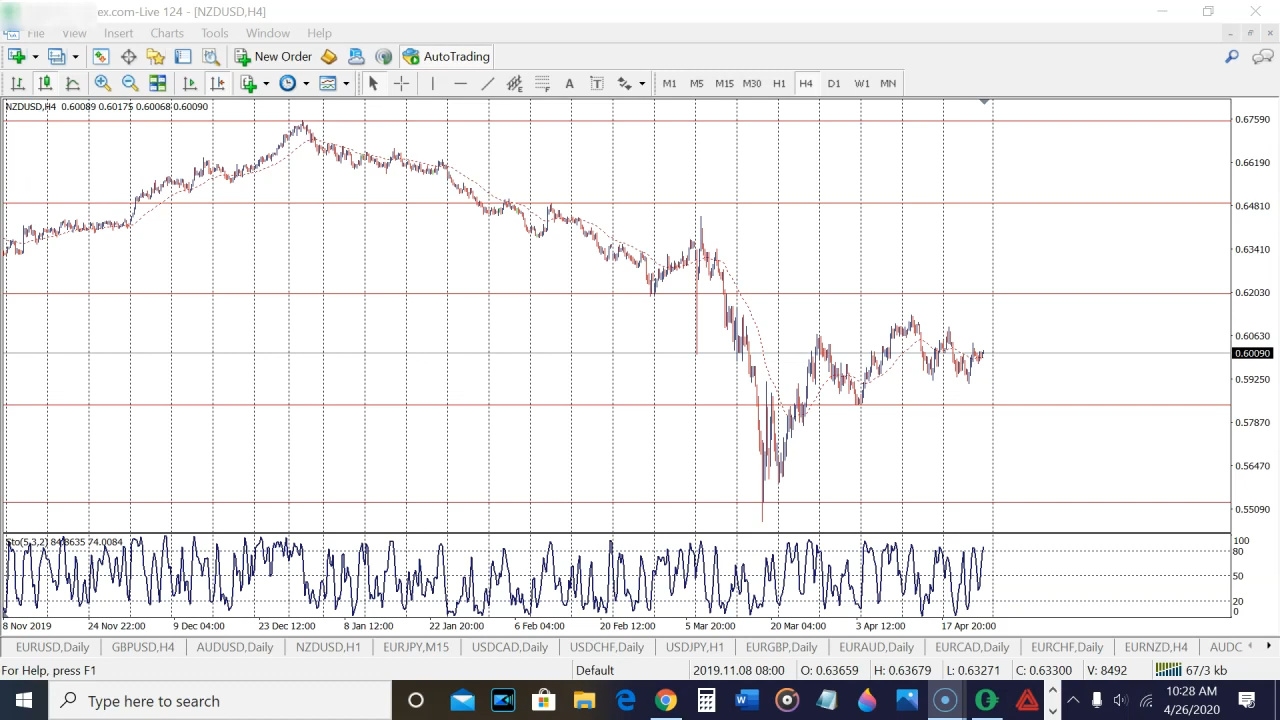 ex.com-Live 124 - [NZDUSD,H4]
File View Insert Charts Tools Window Help
New Order AutoTrading
A T M1 M5 M15 M30 H1 H4 D1 W1 MN
NZDUSD,H4 0.60089 0.60175 0.60068 0.60090
0.67590
0.66190
0.64810
0.63410
0.62030
0.60630
0.60090
0.59250
0.57870
0.56470
0.55090
Sto(5,3,2) 84.8635 74.0084
100
80
50
20
0
8 Nov 2019 24 Nov 22:00 9 Dec 04:00 23 Dec 12:00 8 Jan 12:00 22 Jan 20:00 6 Feb 04:00 20 Feb 12:00 5 Mar 20:00 20 Mar 04:00 3 Apr 12:00 17 Apr 20:00
EURUSD,Daily GBPUSD,H4 AUDUSD,Daily NZDUSD,H1 EURJPY,M15 USDCAD,Daily USDCHF,Daily USDJPY,H1 EURGBP,Daily EURAUD,Daily EURCAD,Daily EURCHF,Daily EURNZD,H4 AUDC
For Help, press F1 Default 2019.11.08 08:00 O: 0.63659 H: 0.63679 L: 0.63271 C: 0.63300 V: 8492 67/3 kb
Type here to search
10:28 AM
4/26/2020